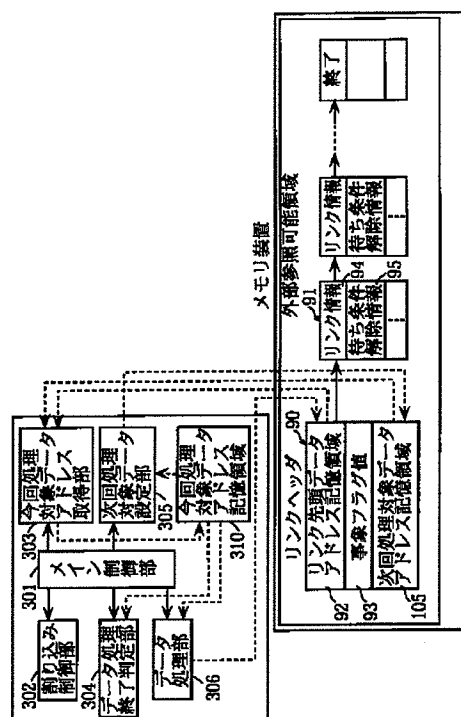 301
メイン制御部
302
割り込み
制御部
303
今回処理
対象データ
アドレス
取得部
304
データ処理
終了判定部
次回処理
対象データ
設定部
305
306
データ
処理部
今回処理
対象データ
アドレス
記憶領域
310
メモリ装置
外部参照可能領域
リンクヘッダ
90
リンク先頭データ
アドレス記憶領域
92
事象フラグ値
93
次回処理対象データ
アドレス記憶領域
105
91
リンク情報
94
待ち条件
解除情報
95
リンク情報
待ち条件
解除情報
終了